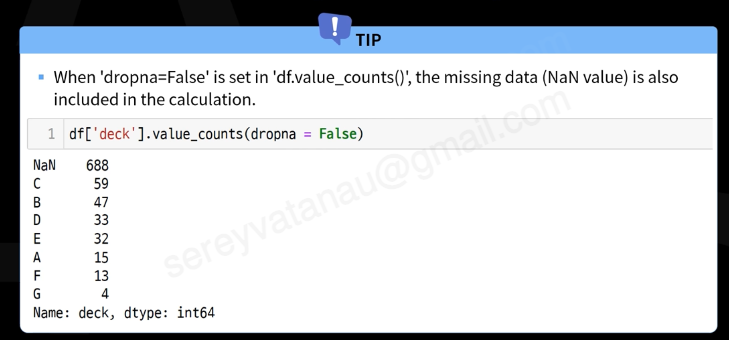 TIP
▪ When 'dropna=False' is set in 'df.value_counts()', the missing data (NaN value) is also
included in the calculation.
1 df['deck'].value_counts(dropna = False)
NaN 688
C 59
B 47
D 33
E 32
A 15
F 13
G 4
Name: deck, dtype: int64
sereyvatanau@gmail.com